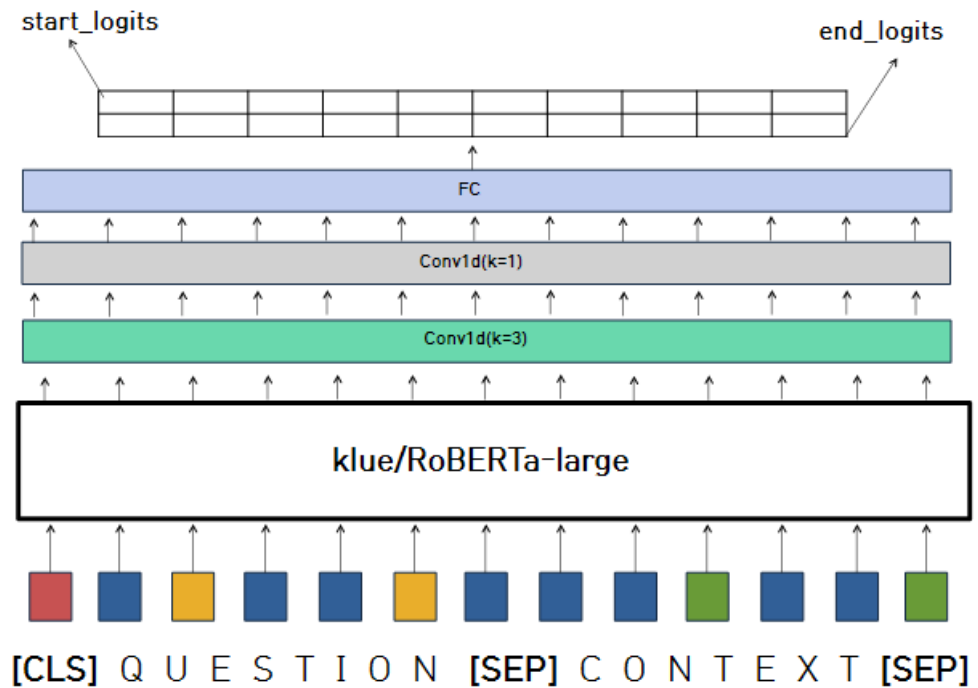 start_logits
end_logits
FC
Conv1d(k=1)
Conv1d(k=3)
klue/RoBERTa-large
[CLS] Q U E S T I O N [SEP] C O N T E X T [SEP]